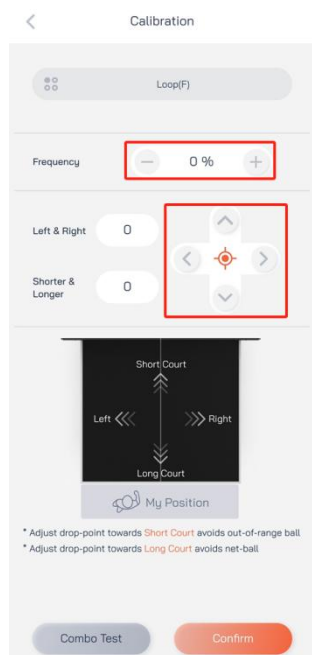 Calibration
Loop(F)
Frequency
0 %
Left & Right
0
Shorter &
Longer
0
Short Court
Left
Right
Long Court
My Position
* Adjust drop-point towards Short Court avoids out-of-range ball
* Adjust drop-point towards Long Court avoids net-ball
Combo Test
Confirm